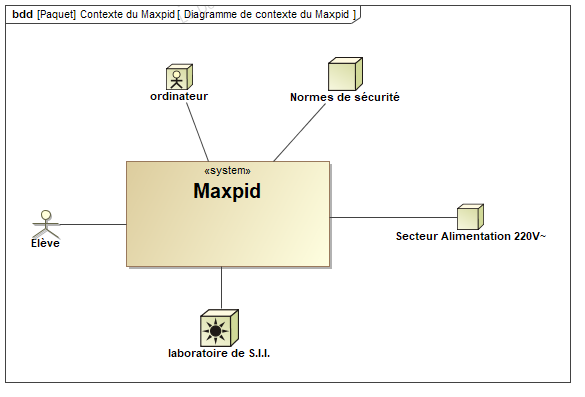 bdd [Paquet] Contexte du Maxpid [ Diagramme de contexte du Maxpid ]
ordinateur
Normes de sécurité
«system»
Maxpid
Elève
Secteur Alimentation 220V~
laboratoire de S.I.I.